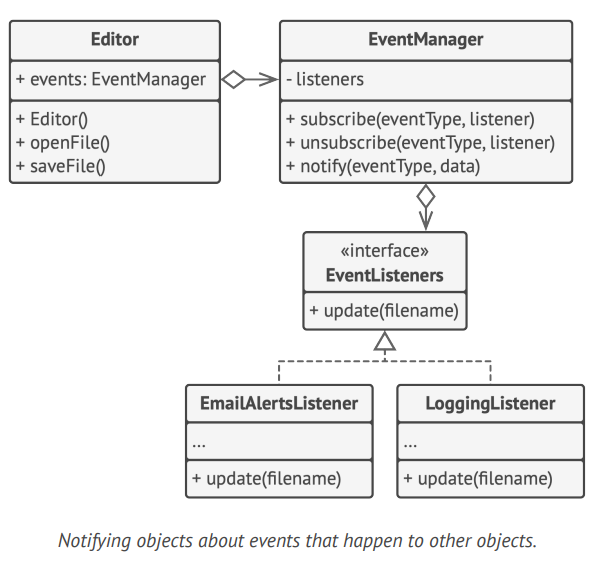 Editor
+ events: EventManager
+ Editor()
+ openFile()
+ saveFile()
EventManager
- listeners
+ subscribe(eventType, listener)
+ unsubscribe(eventType, listener)
+ notify(eventType, data)
«interface»
EventListeners
+ update(filename)
EmailAlertsListener
...
+ update(filename)
LoggingListener
...
+ update(filename)
Notifying objects about events that happen to other objects.